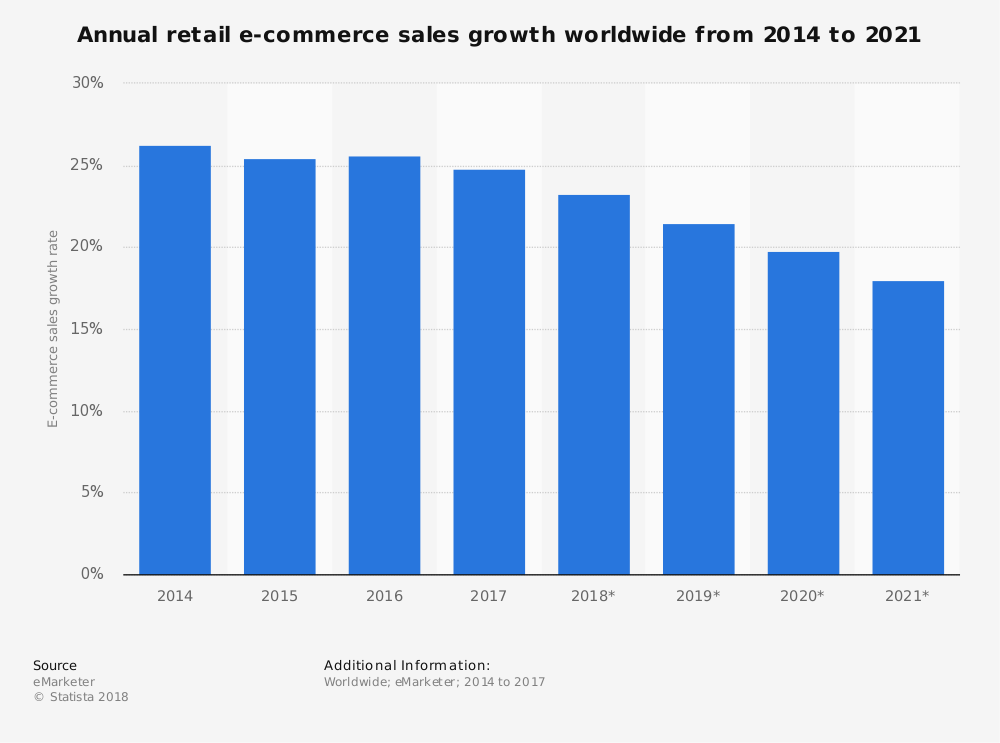 Annual retail e-commerce sales growth worldwide from 2014 to 2021
30%
25%
20%
15%
10%
5%
0%
E-commerce sales growth rate
2014 2015 2016 2017 2018* 2019* 2020* 2021*
Source
eMarketer
© Statista 2018
Additional Information:
Worldwide; eMarketer; 2014 to 2017